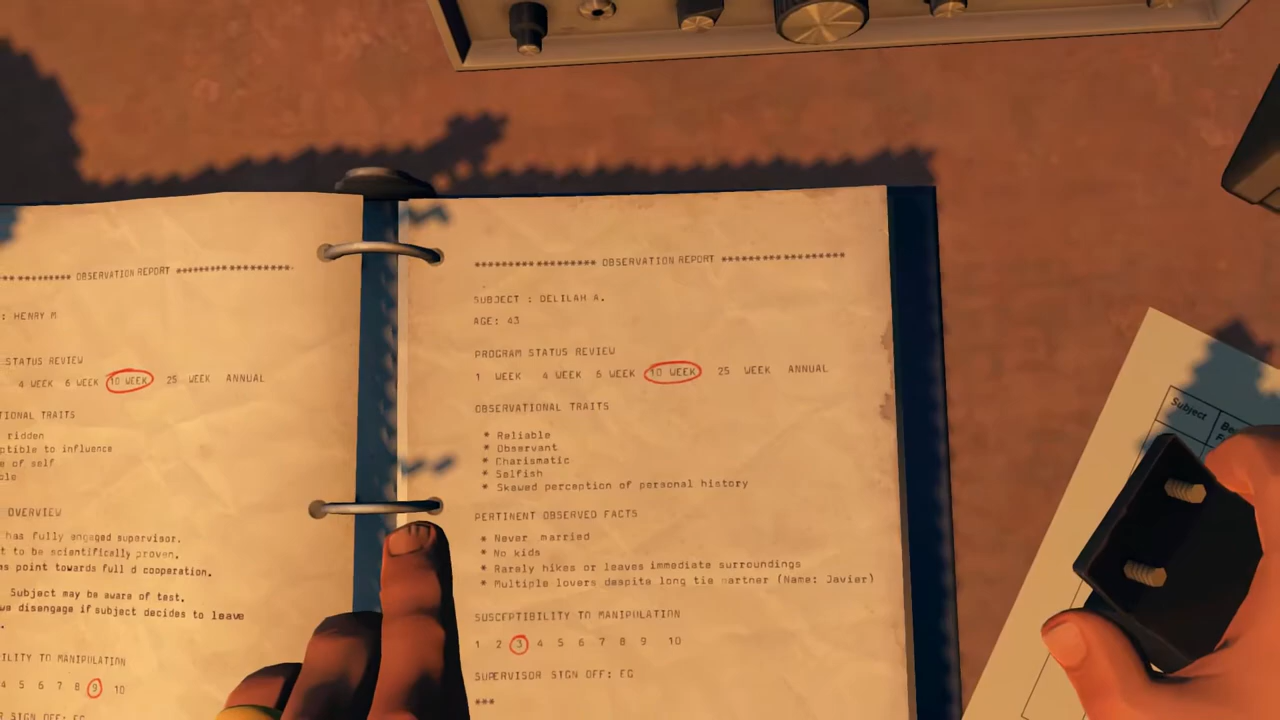 **************** OBSERVATION REPORT *****************
: HENRY M
STATUS REVIEW
4 WEEK 6 WEEK 10 WEEK 25 WEEK ANNUAL
TIONAL TRAITS
ridden
ptible to influence
e of self
ole
OVERVIEW
has fully engaged supervisor.
t to be scientifically proven.
as point towards full d cooperation.
Subject may be aware of test.
we disengage if subject decides to leave
ILITY TO MANIPULATION
4 5 6 7 8 9 10
R SIGN OFF: EG
****************** OBSERVATION REPORT ******************
SUBJECT : DELILAH A.
AGE: 43
PROGRAM STATUS REVIEW
1 WEEK 4 WEEK 6 WEEK 10 WEEK 25 WEEK ANNUAL
OBSERVATIONAL TRAITS
* Reliable
* Observant
* Charismatic
* Selfish
* Skewed perception of personal history
PERTINENT OBSERVED FACTS
* Never married
* No kids
* Rarely hikes or leaves immediate surroundings
* Multiple lovers despite long tie partner (Name: Javier)
SUSCEPTIBILITY TO MANIPULATION
1 2 3 4 5 6 7 8 9 10
SUPERVISOR SIGN OFF: EG
***
Subject